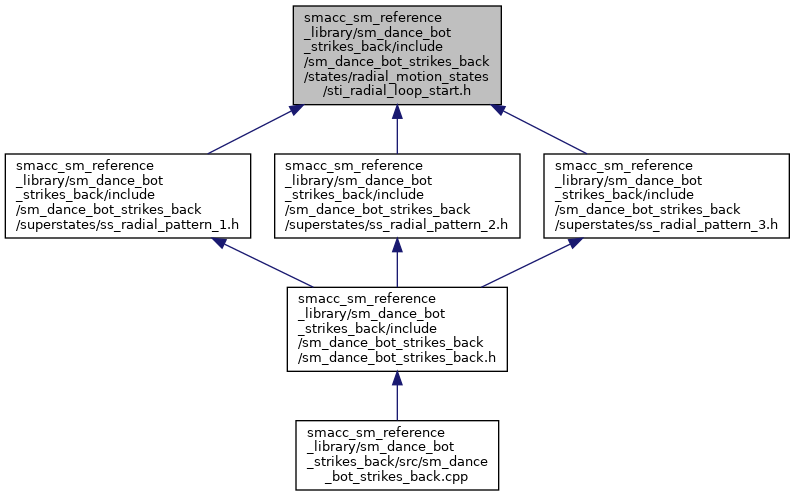 smacc_sm_reference
_library/sm_dance_bot
_strikes_back/include
/sm_dance_bot_strikes_back
/states/radial_motion_states
/sti_radial_loop_start.h
smacc_sm_reference
_library/sm_dance_bot
_strikes_back/include
/sm_dance_bot_strikes_back
/superstates/ss_radial_pattern_1.h
smacc_sm_reference
_library/sm_dance_bot
_strikes_back/include
/sm_dance_bot_strikes_back
/superstates/ss_radial_pattern_2.h
smacc_sm_reference
_library/sm_dance_bot
_strikes_back/include
/sm_dance_bot_strikes_back
/superstates/ss_radial_pattern_3.h
smacc_sm_reference
_library/sm_dance_bot
_strikes_back/include
/sm_dance_bot_strikes_back
/sm_dance_bot_strikes_back.h
smacc_sm_reference
_library/sm_dance_bot
_strikes_back/src/sm_dance
_bot_strikes_back.cpp